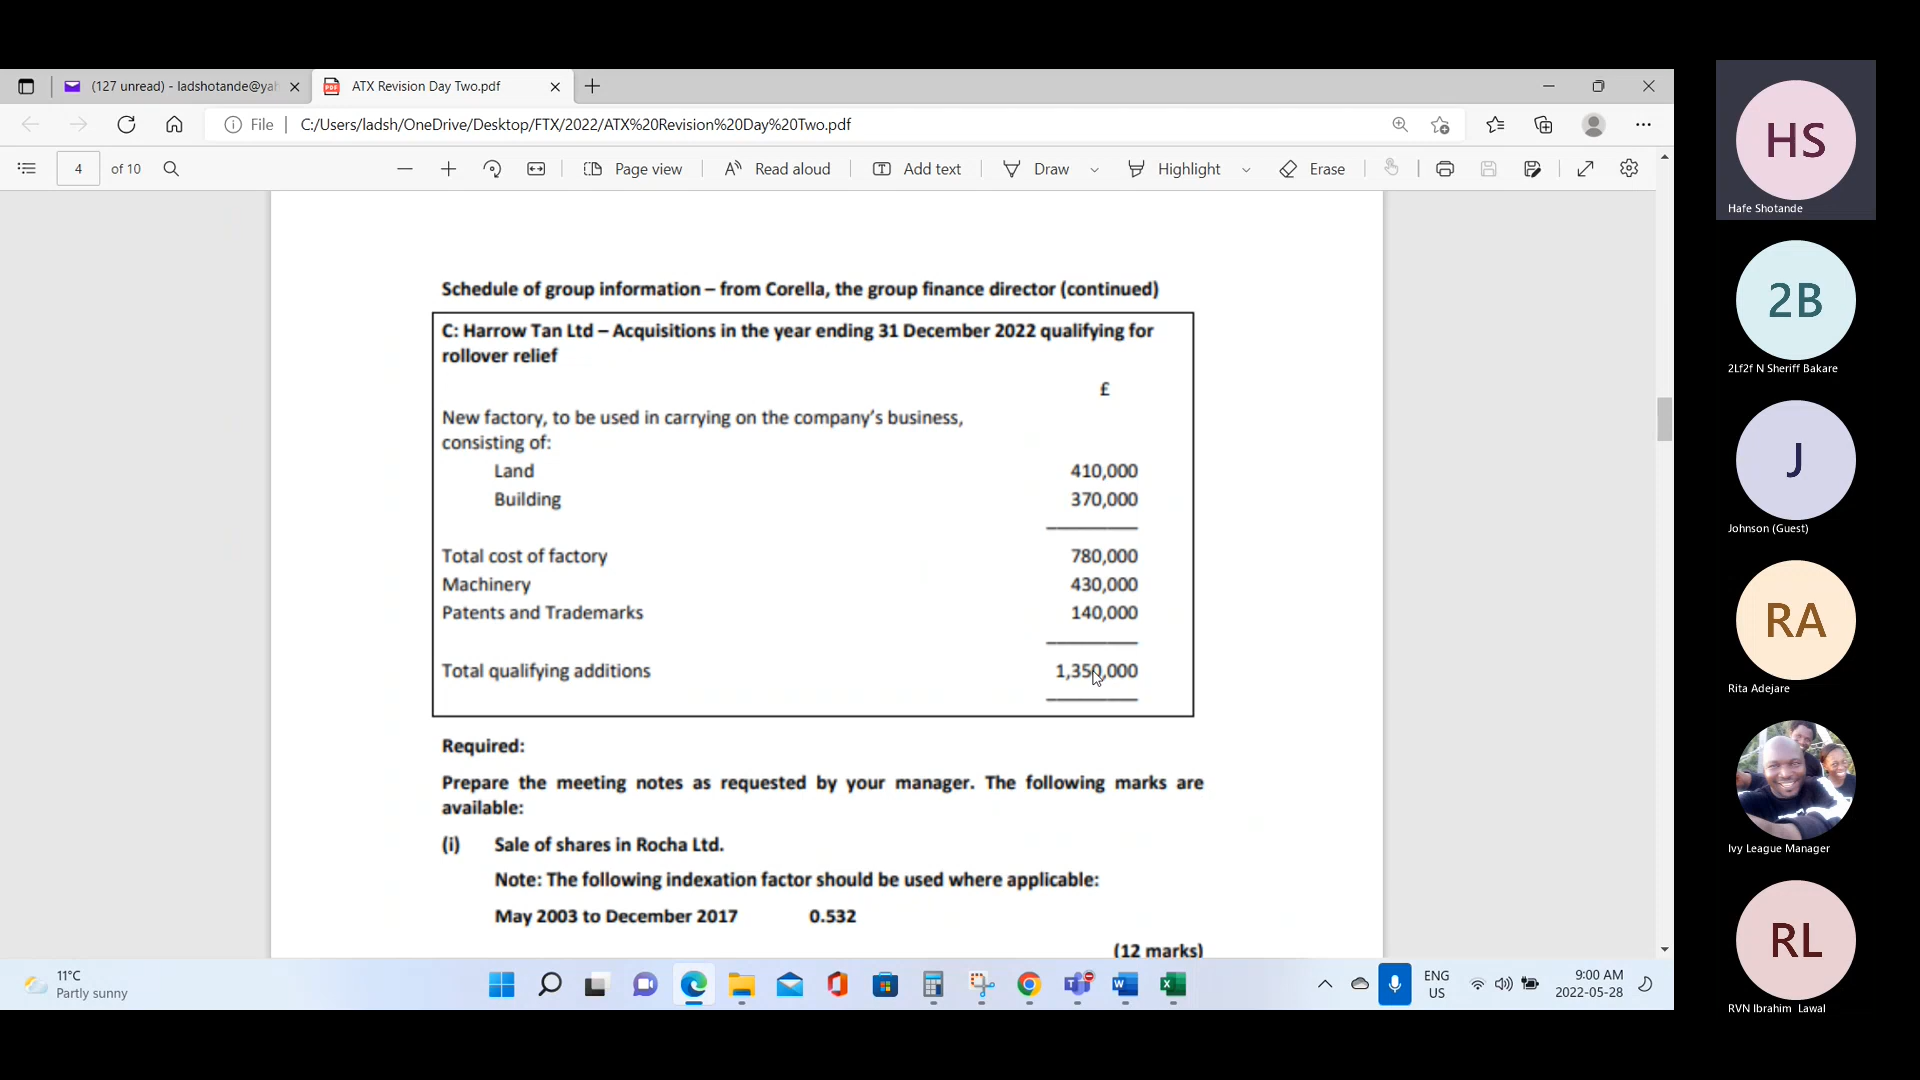 (127 unread) - ladshotande@yah
ATX Revision Day Two.pdf
File
C:/Users/ladsh/OneDrive/Desktop/FTX/2022/ATX%20Revision%20Day%20Two.pdf
4 of 10
Page view
Read aloud
Add text
Draw
Highlight
Erase
Schedule of group information – from Corella, the group finance director (continued)
C: Harrow Tan Ltd – Acquisitions in the year ending 31 December 2022 qualifying for
rollover relief
£
New factory, to be used in carrying on the company's business,
consisting of:
Land 410,000
Building 370,000
Total cost of factory 780,000
Machinery 430,000
Patents and Trademarks 140,000
Total qualifying additions 1,350,000
Required:
Prepare the meeting notes as requested by your manager. The following marks are
available:
(i) Sale of shares in Rocha Ltd.
Note: The following indexation factor should be used where applicable:
May 2003 to December 2017 0.532
(12 marks)
11°C
Partly sunny
ENG
US
9:00 AM
2022-05-28
HS
Hafe Shotande
2B
2Lf2f N Sheriff Bakare
J
Johnson (Guest)
RA
Rita Adejare
Ivy League Manager
RL
RVN Ibrahim Lawal